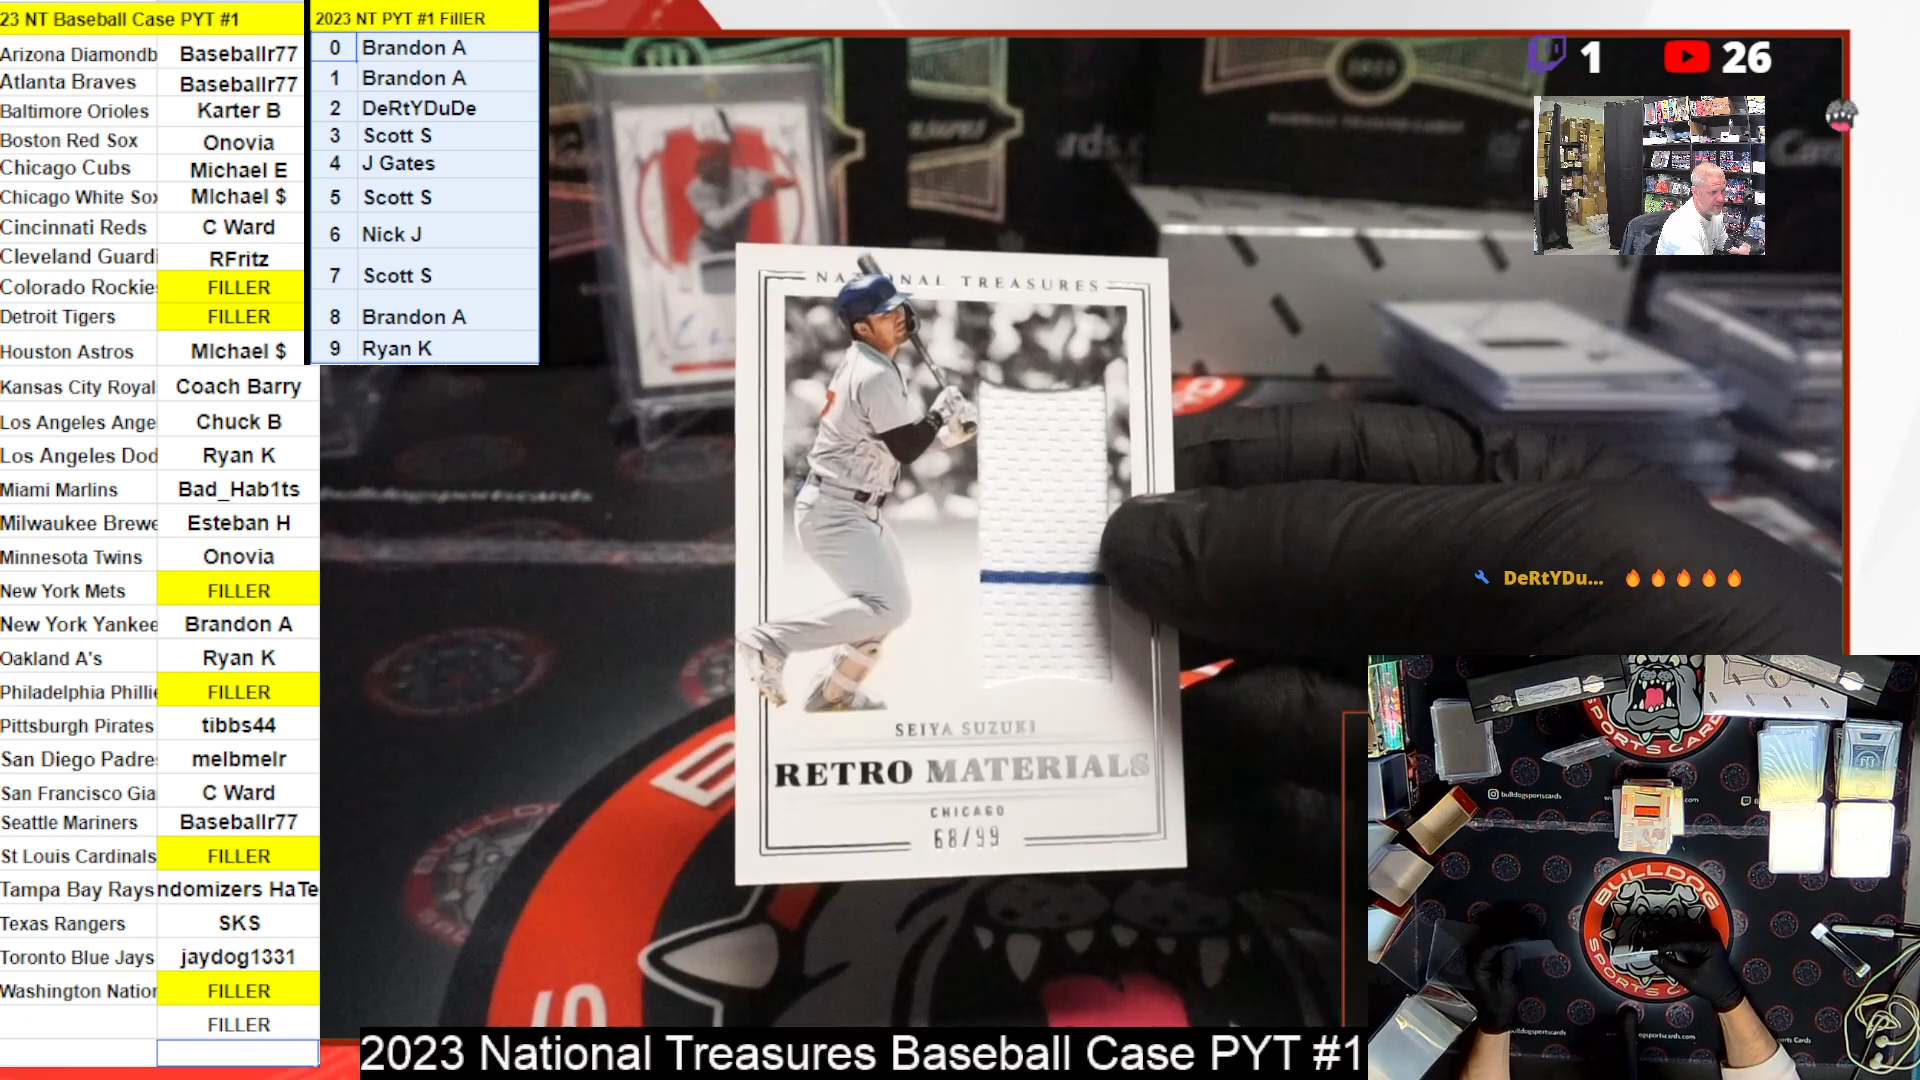 23 NT Baseball Case PYT #1
Arizona Diamondb Baseballr77
Atlanta Braves Baseballr77
Baltimore Orioles Karter B
Boston Red Sox Onovia
Chicago Cubs Michael E
Chicago White Sox MIchael $
Cincinnati Reds C Ward
Cleveland Guardi RFritz
Colorado Rockie FILLER
Detroit Tigers FILLER
Houston Astros MIchael $
Kansas City Royal Coach Barry
Los Angeles Ange Chuck B
Los Angeles Dod Ryan K
Miami Marlins Bad_Hab1ts
Milwaukee Brewe Esteban H
Minnesota Twins Onovia
New York Mets FILLER
New York Yankee Brandon A
Oakland A's Ryan K
Philadelphia Phillie FILLER
Pittsburgh Pirates tibbs44
San Diego Padre melbmelr
San Francisco Gia C Ward
Seattle Mariners Baseballr77
St Louis Cardinals FILLER
Tampa Bay Rays ndomizers HaTe
Texas Rangers SKS
Toronto Blue Jays jaydog1331
Washington Nation FILLER
FILLER
2023 NT PYT #1 FillER
0 Brandon A
1 Brandon A
2 DeRtYDuDe
3 Scott S
4 J Gates
5 Scott S
6 Nick J
7 Scott S
8 Brandon A
9 Ryan K
1 26
NATIONAL TREASURES
SEIYA SUZUKI
RETRO MATERIALS
CHICAGO
68/99
DeRtYDu...
BULLDOG
SPORTS CARDS
bulldogsportscards
2023 National Treasures Baseball Case PYT #1